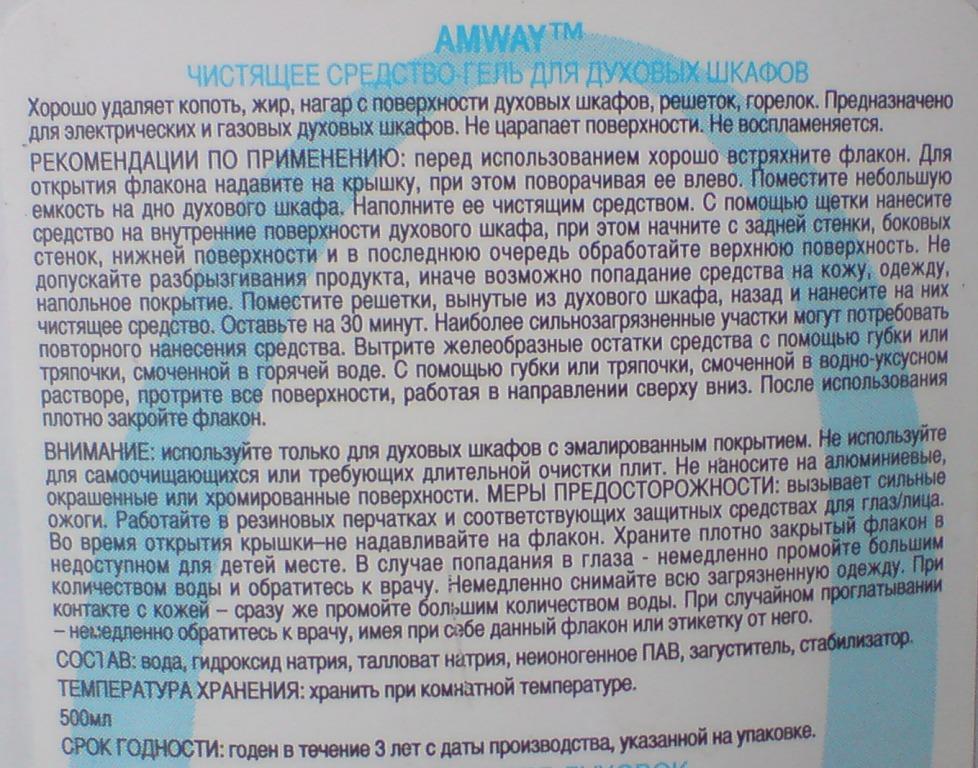 AMWAY™
ЧИСТЯЩЕЕ СРЕДСТВО-ГЕЛЬ ДЛЯ ДУХОВЫХ ШКАФОВ
Хорошо удаляет копоть, жир, нагар с поверхности духовых шкафов, решеток, горелок. Предназначено
для электрических и газовых духовых шкафов. Не царапает поверхности. Не воспламеняется.
РЕКОМЕНДАЦИИ ПО ПРИМЕНЕНИЮ: перед использованием хорошо встряхните флакон. Для
открытия флакона надавите на крышку, при этом поворачивая ее влево. Поместите небольшую
емкость на дно духового шкафа. Наполните ее чистящим средством. С помощью щетки нанесите
средство на внутренние поверхности духового шкафа, при этом начните с задней стенки, боковых
стенок, нижней поверхности и в последнюю очередь обработайте верхнюю поверхность. Не
допускайте разбрызгивания продукта, иначе возможно попадание средства на кожу, одежду,
напольное покрытие. Поместите решетки, вынутые из духового шкафа, назад и нанесите на них
чистящее средство. Оставьте на 30 минут. Наиболее сильнозагрязненные участки могут потребовать
повторного нанесения средства. Вытрите желеобразные остатки средства с помощью губки или
тряпочки, смоченной в горячей воде. С помощью губки или тряпочки, смоченной в водно-уксусном
растворе, протрите все поверхности, работая в направлении сверху вниз. После использования
плотно закройте флакон.
ВНИМАНИЕ: используйте только для духовых шкафов с эмалированным покрытием. Не используйте
для самоочищающихся или требующих длительной очистки плит. Не наносите на алюминиевые,
окрашенные или хромированные поверхности. МЕРЫ ПРЕДОСТОРОЖНОСТИ: вызывает сильные
ожоги. Работайте в резиновых перчатках и соответствующих защитных средствах для глаз/лица.
Во время открытия крышки–не надавливайте на флакон. Храните плотно закрытый флакон в
недоступном для детей месте. В случае попадания в глаза - немедленно промойте большим
количеством воды и обратитесь к врачу. Немедленно снимайте всю загрязненную одежду. При
контакте с кожей – сразу же промойте большим количеством воды. При случайном проглатывании
– немедленно обратитесь к врачу, имея при себе данный флакон или этикетку от него.
СОСТАВ: вода, гидроксид натрия, талловат натрия, неионогенное ПАВ, загуститель, стабилизатор.
ТЕМПЕРАТУРА ХРАНЕНИЯ: хранить при комнатной температуре.
500мл
СРОК ГОДНОСТИ: годен в течение 3 лет с даты производства, указанной на упаковке.